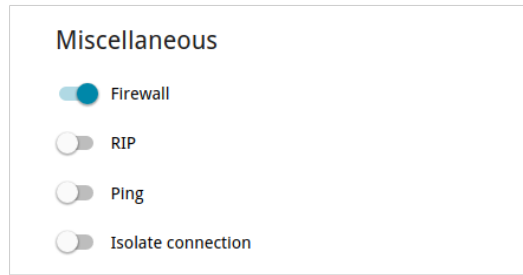 Miscellaneous
Firewall
RIP
Ping
Isolate connection